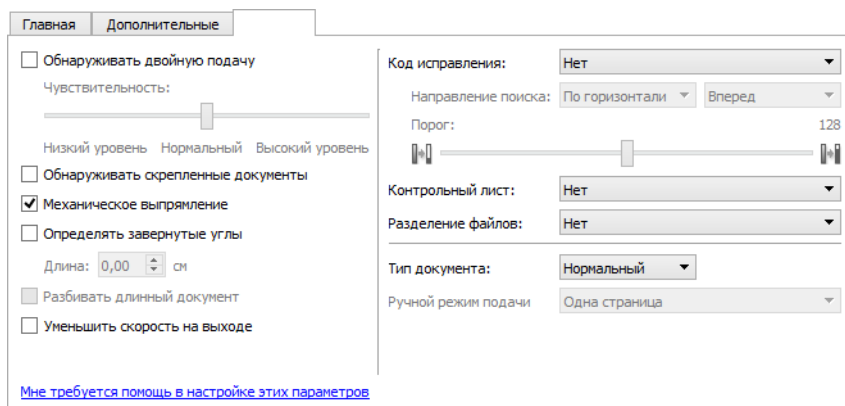 Главная Дополнительные
Обнаруживать двойную подачу
Чувствительность:
Низкий уровень Нормальный Высокий уровень
Обнаруживать скрепленные документы
Механическое выпрямление
Определять завернутые углы
Длина: 0,00 см
Разбивать длинный документ
Уменьшить скорость на выходе
Мне требуется помощь в настройке этих параметров
Код исправления: Нет
Направление поиска: По горизонтали Вперед
Порог: 128
Контрольный лист: Нет
Разделение файлов: Нет
Тип документа: Нормальный
Ручной режим подачи Одна страница